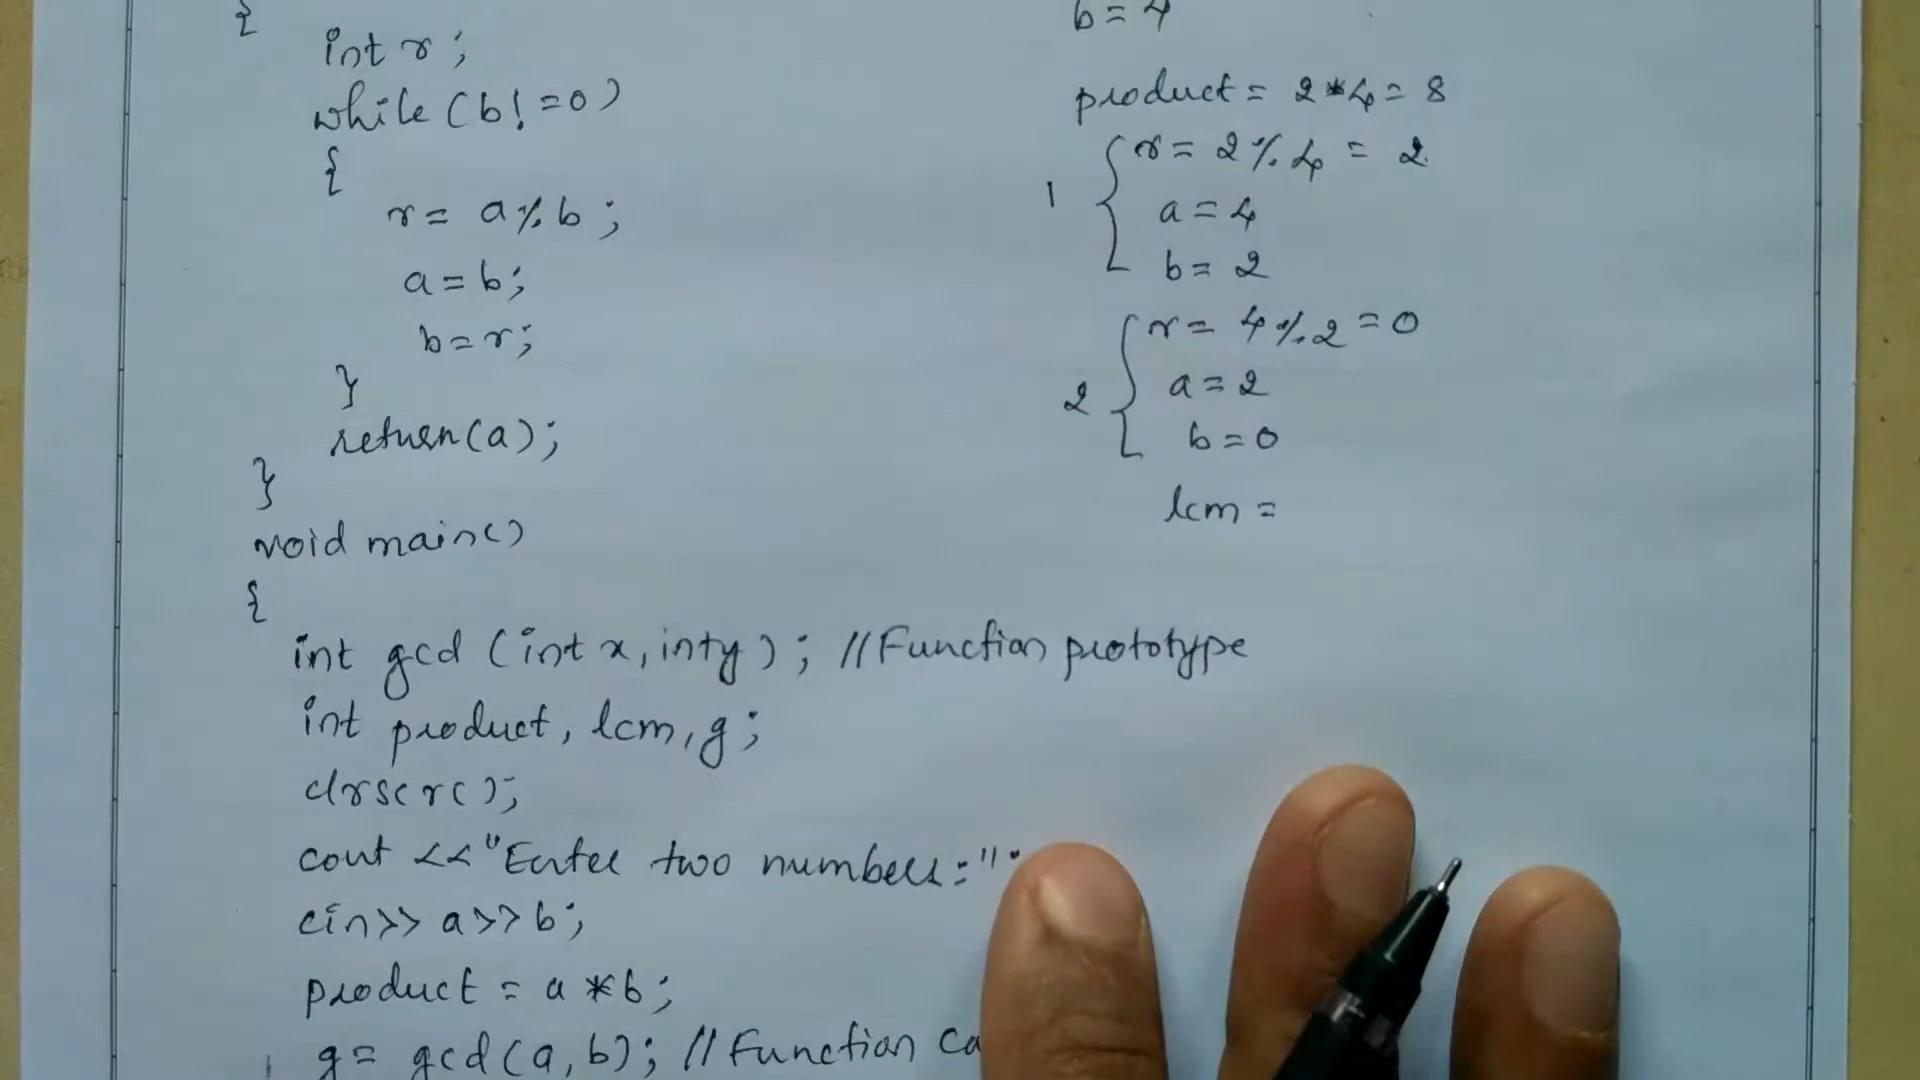 {
int r;
while (b!=0)
{
r= a%b;
a=b;
b=r;
}
return(a);
}
void main()
{
int gcd (int x, int y); //Function prototype
int product, lcm, g;
clrscr();
cout <<"Enter two numbers:"
cin>> a>>b;
product = a *b;
g= gcd(a,b); //Function ca
b=4
product= 2*4=8
1 { r= 2%4 = 2
a=4
b=2
2 { r= 4%2=0
a=2
b=0
lcm =